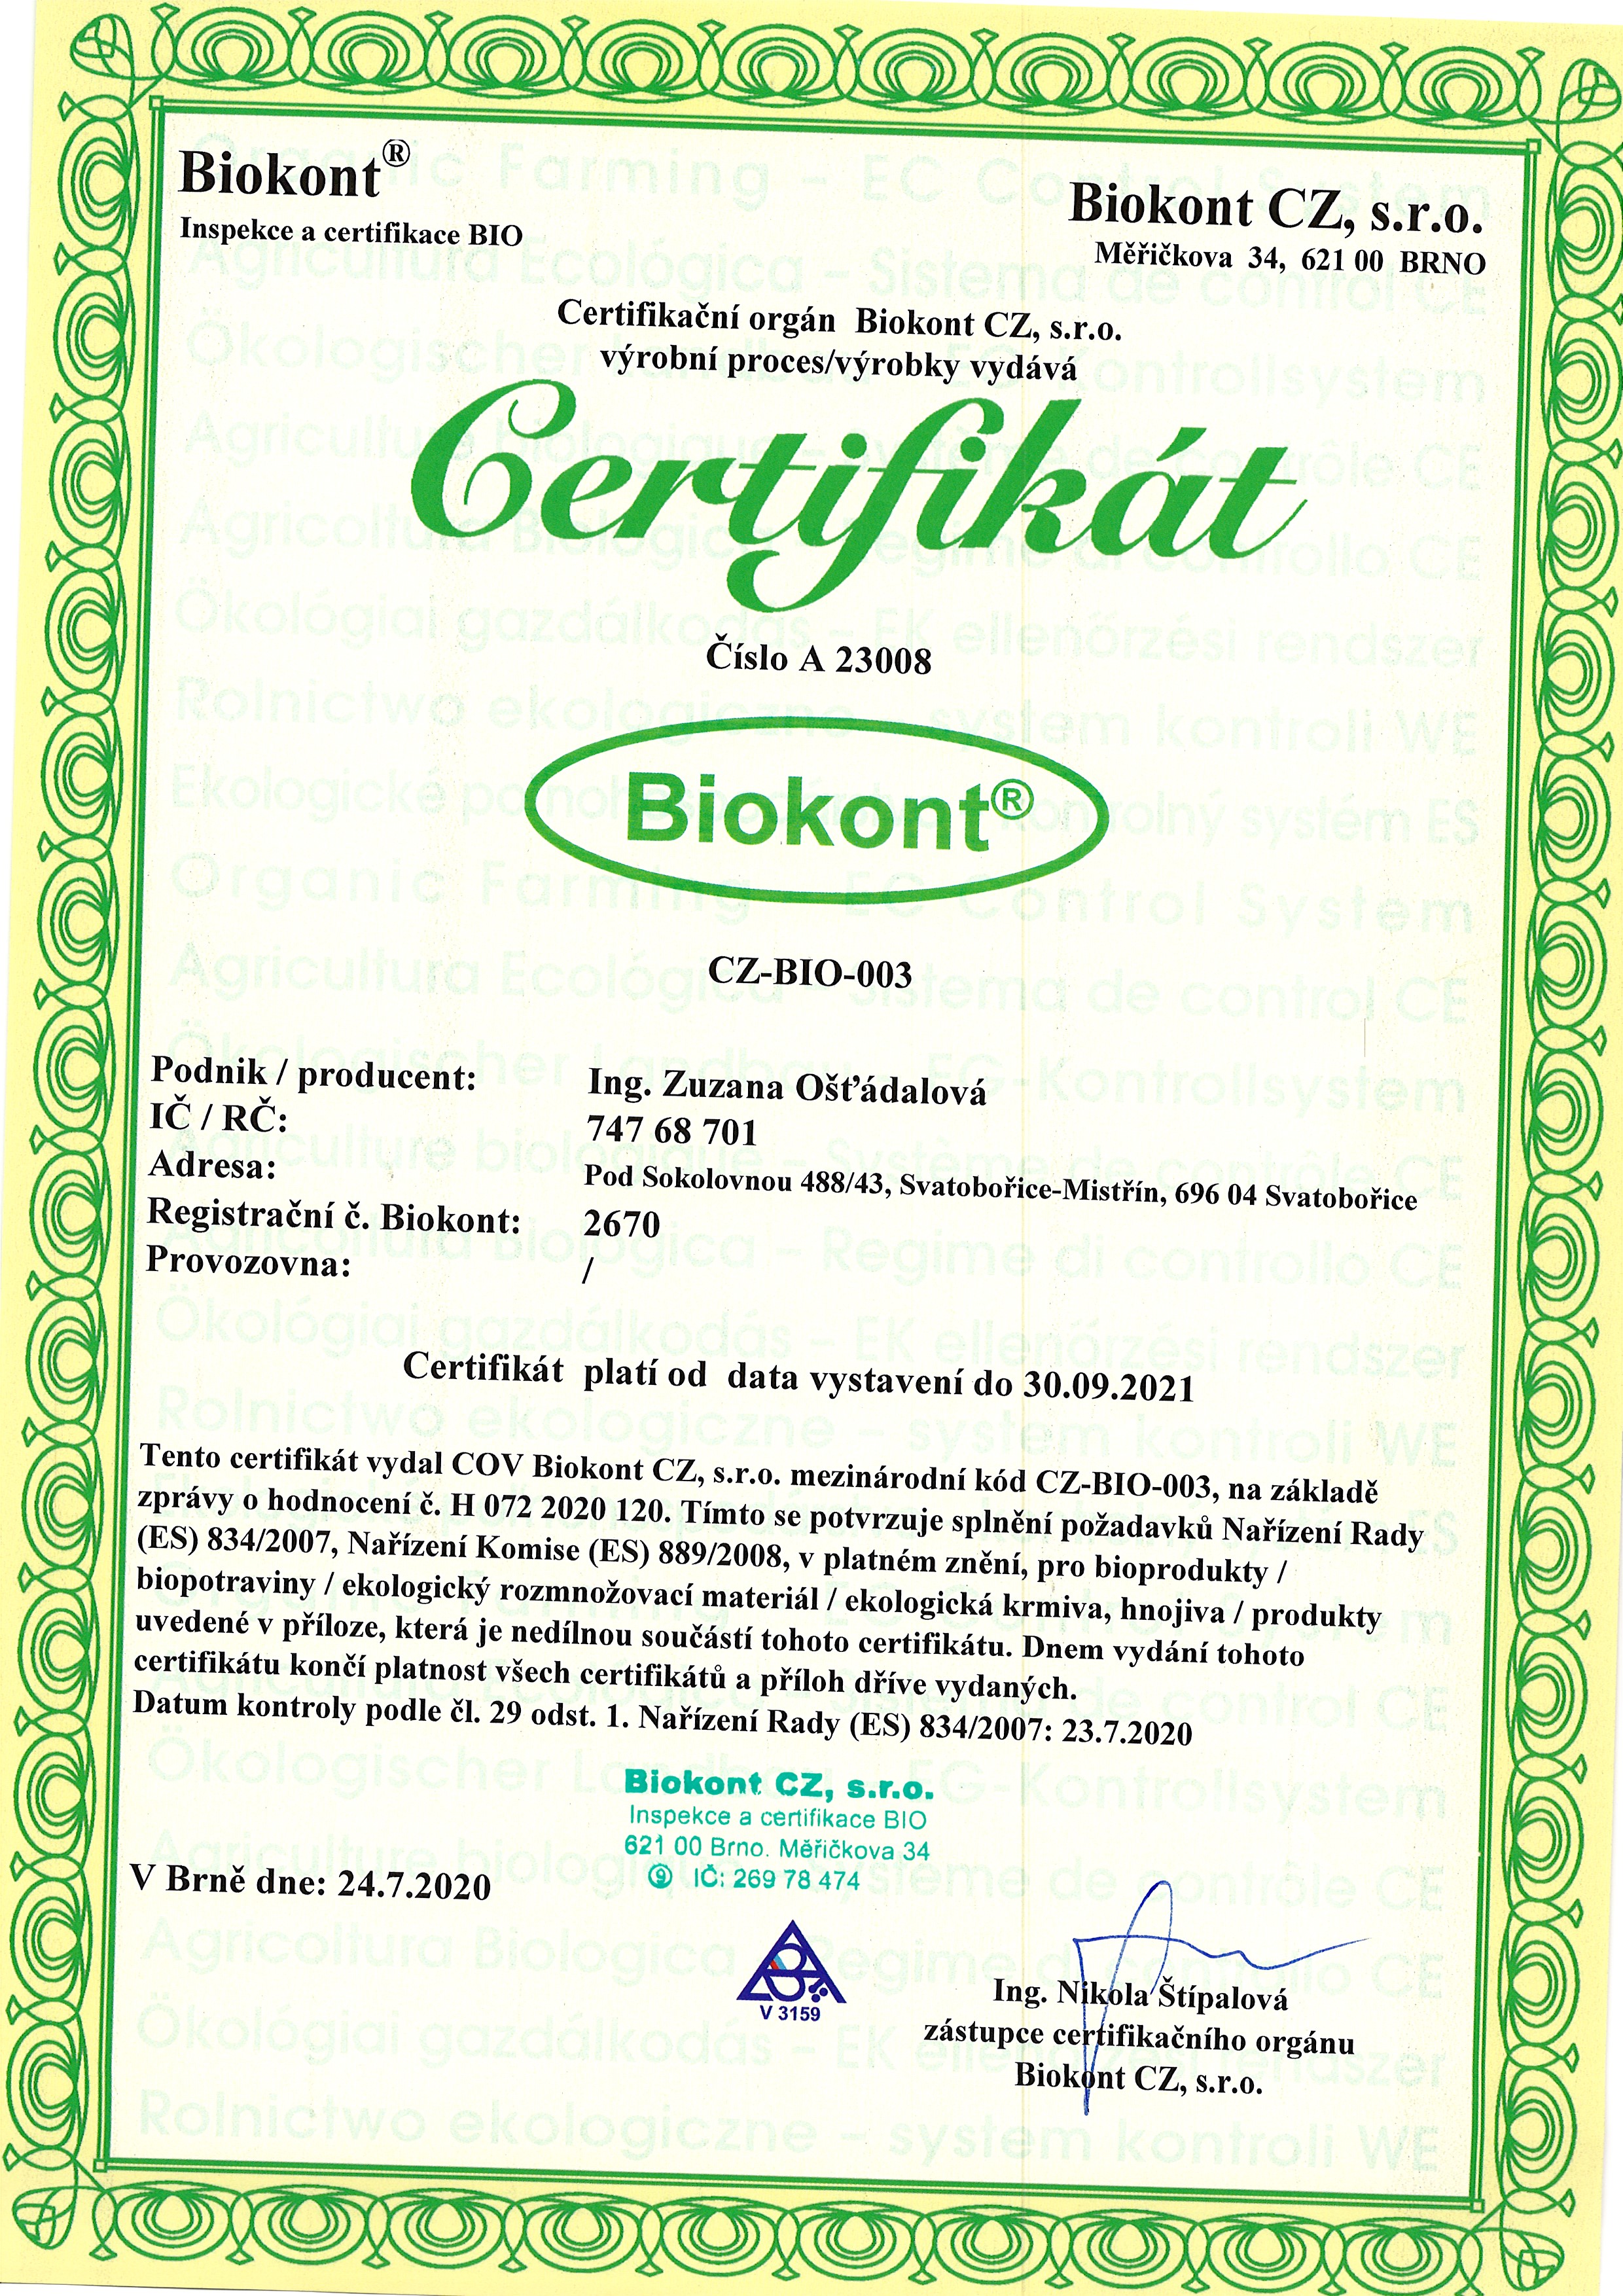 Biokont®
Inspekce a certifikace BIO
Biokont CZ, s.r.o.
Měřičkova 34, 621 00 BRNO
Certifikační orgán Biokont CZ, s.r.o.
výrobní proces/výrobky vydává
Certifikát
Číslo A 23008
Biokont®
CZ-BIO-003
Podnik / producent: Ing. Zuzana Ošťádalová
IČ / RČ: 747 68 701
Adresa: Pod Sokolovnou 488/43, Svatobořice-Mistřín, 696 04 Svatobořice
Registrační č. Biokont: 2670
Provozovna: /
Certifikát platí od data vystavení do 30.09.2021
Tento certifikát vydal COV Biokont CZ, s.r.o. mezinárodní kód CZ-BIO-003, na základě
zprávy o hodnocení č. H 072 2020 120. Tímto se potvrzuje splnění požadavků Nařízení Rady
(ES) 834/2007, Nařízení Komise (ES) 889/2008, v platném znění, pro bioprodukty /
biopotraviny / ekologický rozmnožovací materiál / ekologická krmiva, hnojiva / produkty
uvedené v příloze, která je nedílnou součástí tohoto certifikátu. Dnem vydání tohoto
certifikátu končí platnost všech certifikátů a příloh dříve vydaných.
Datum kontroly podle čl. 29 odst. 1. Nařízení Rady (ES) 834/2007: 23.7.2020
Biokont CZ, s.r.o.
Inspekce a certifikace BIO
621 00 Brno. Měřičkova 34
⑨ IČ: 269 78 474
V Brně dne: 24.7.2020
V 3159
Ing. Nikola Štípalová
zástupce certifikačního orgánu
Biokont CZ, s.r.o.